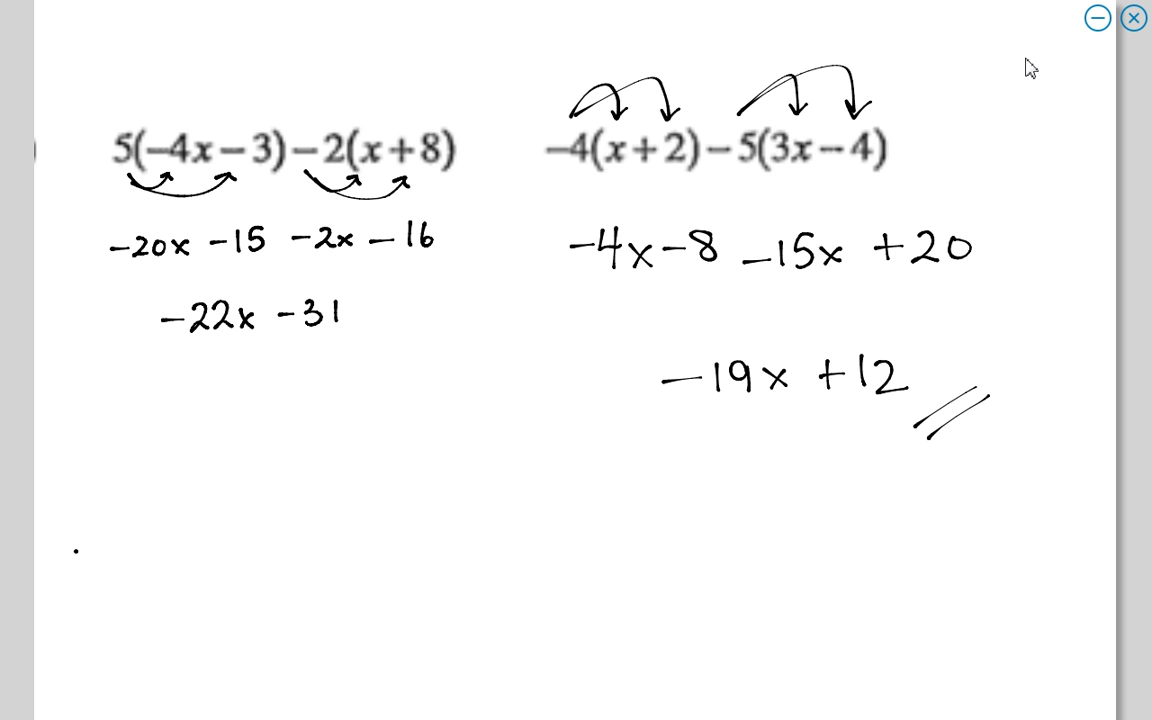 5(−4x−3)−2(x+8)
−20x −15 −2x −16
−22x −31
−4(x+2)−5(3x−4)
−4x−8 −15x +20
−19x +12